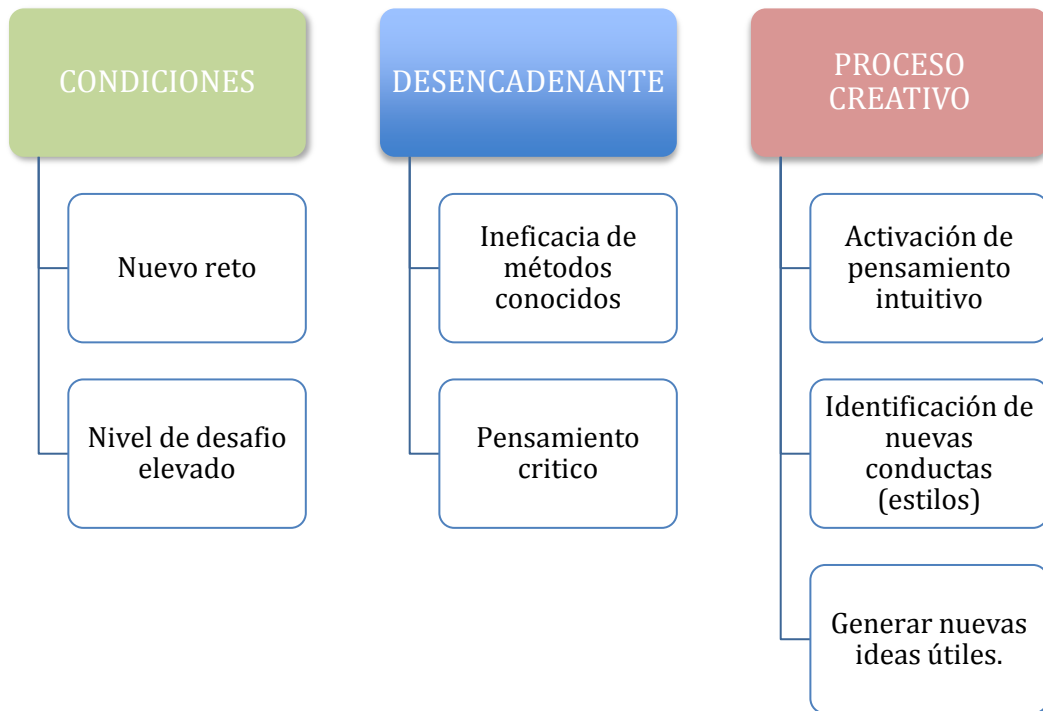 CONDICIONES
Nuevo reto
Nivel de desafio
elevado
DESENCADENANTE
Ineficacia de
métodos
conocidos
Pensamiento
critico
PROCESO
CREATIVO
Activación de
pensamiento
intuitivo
Identificación de
nuevas
conductas
(estilos)
Generar nuevas
ideas útiles.